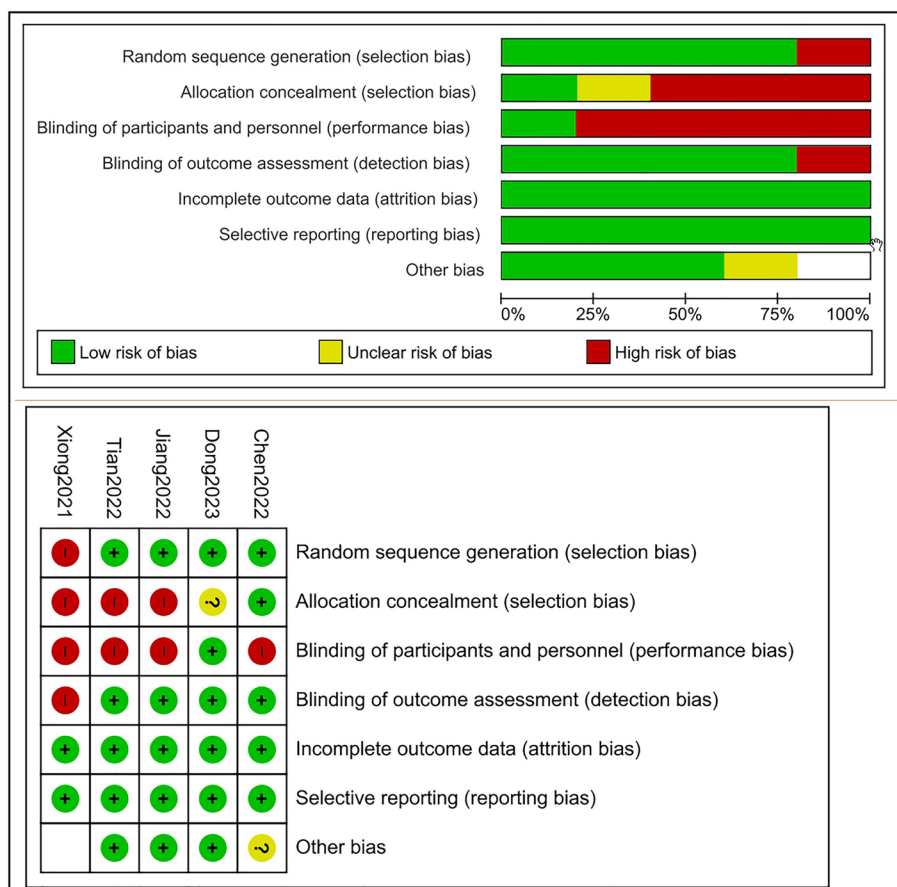 Random sequence generation (selection bias)
Allocation concealment (selection bias)
Blinding of participants and personnel (performance bias)
Blinding of outcome assessment (detection bias)
Incomplete outcome data (attrition bias)
Selective reporting (reporting bias)
Other bias
0% 25% 50% 75% 100%
Low risk of bias Unclear risk of bias High risk of bias
Xiong2021 Tian2022 Jiang2022 Dong2023 Chen2022
– + + + + Random sequence generation (selection bias)
– – – ? + Allocation concealment (selection bias)
– – – + – Blinding of participants and personnel (performance bias)
– + + + + Blinding of outcome assessment (detection bias)
+ + + + + Incomplete outcome data (attrition bias)
+ + + + + Selective reporting (reporting bias)
+ + + ? Other bias